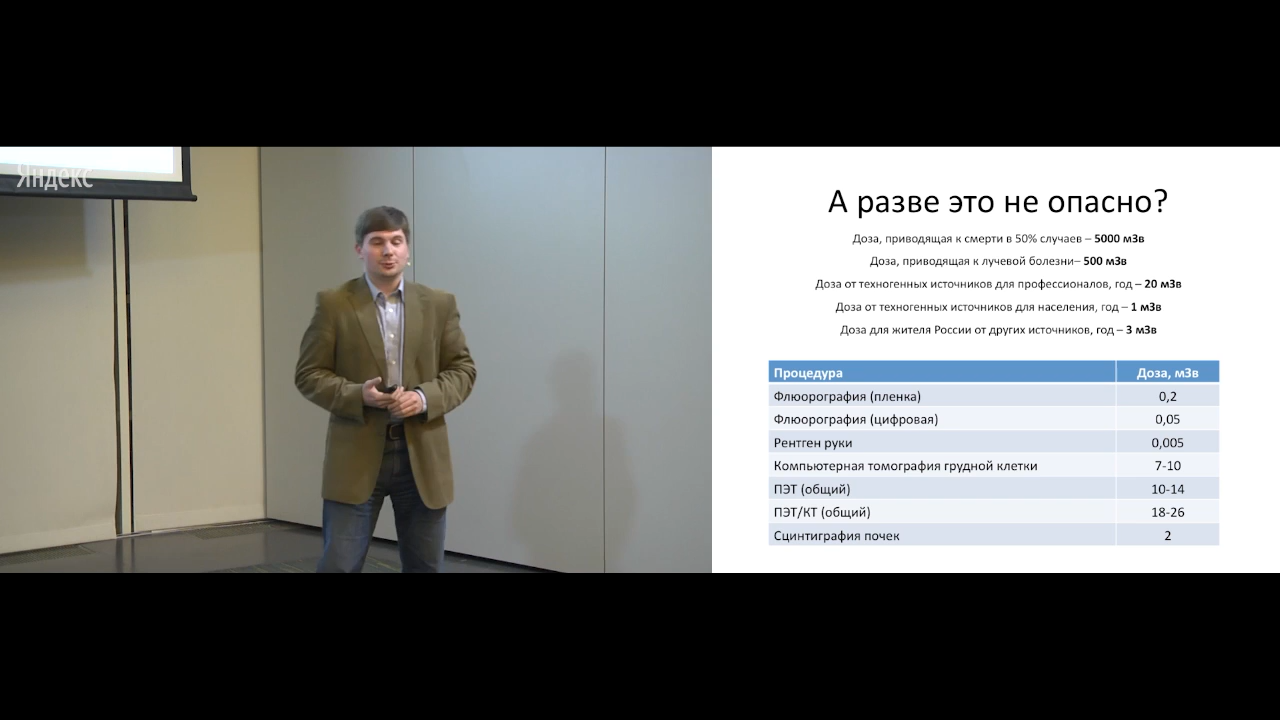 Яндекс
А разве это не опасно?
Доза, приводящая к смерти в 50% случаев – 5000 мЗв
Доза, приводящая к лучевой болезни– 500 мЗв
Доза от техногенных источников для профессионалов, год – 20 мЗв
Доза от техногенных источников для населения, год – 1 мЗв
Доза для жителя России от других источников, год – 3 мЗв
Процедура Доза, мЗв
Флюорография (пленка) 0,2
Флюорография (цифровая) 0,05
Рентген руки 0,005
Компьютерная томография грудной клетки 7-10
ПЭТ (общий) 10-14
ПЭТ/КТ (общий) 18-26
Сцинтиграфия почек 2